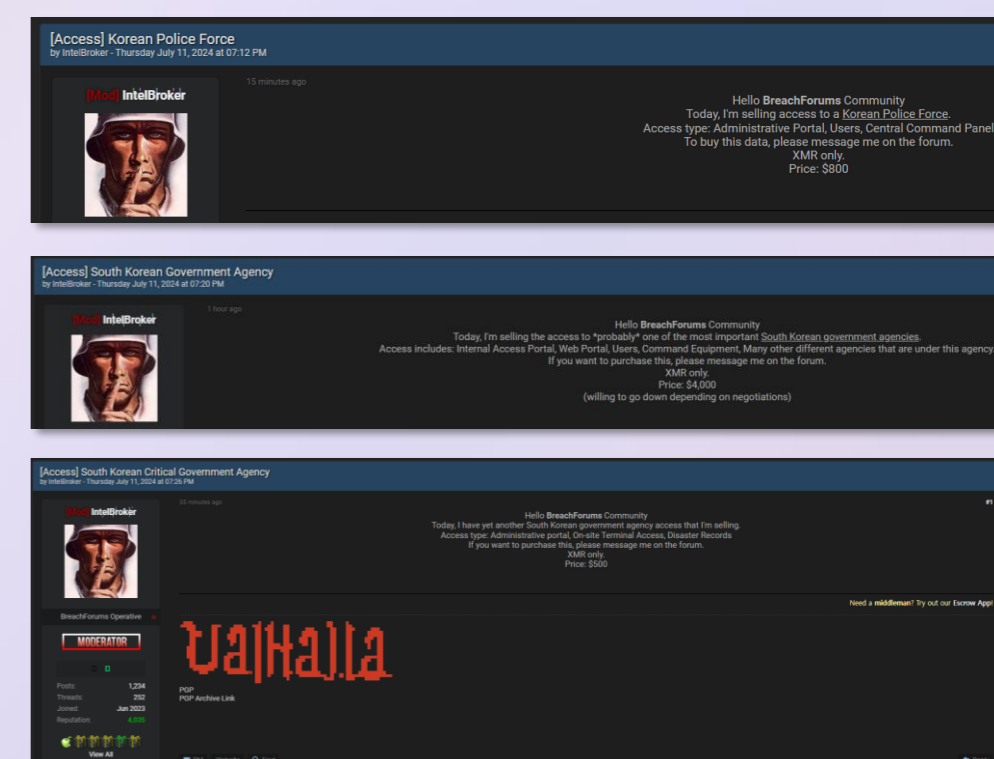 [Access] Korean Police Force
by IntelBroker - Thursday July 11, 2024 at 07:12 PM
15 minutes ago
[Mod] IntelBroker
Hello BreachForums Community
Today, I'm selling access to a Korean Police Force.
Access type: Administrative Portal, Users, Central Command Panel
To buy this data, please message me on the forum.
XMR only.
Price: $800
[Access] South Korean Government Agency
by IntelBroker - Thursday July 11, 2024 at 07:20 PM
1 hour ago
[Mod] IntelBroker
Hello BreachForums Community
Today, I'm selling the access to *probably* one of the most important South Korean government agencies.
Access includes: Internal Access Portal, Web Portal, Users, Command Equipment, Many other different agencies that are under this agency
If you want to purchase this, please message me on the forum.
XMR only.
Price: $4,000
(willing to go down depending on negotiations)
[Access] South Korean Critical Government Agency
by IntelBroker - Thursday July 11, 2024 at 07:26 PM
minutes ago
#1
[Mod] IntelBroker
Hello BreachForums Community
Today, I have yet another South Korean government agency access that I'm selling.
Access type: Administrative portal, On-site Terminal Access, Disaster Records
If you want to purchase this, please message me on the forum.
XMR only.
Price: $500
Need a middleman? Try out our Escrow App!
BreachForums Operative
MODERATOR
Valhalla
Posts: 1,234
Threats: 252
Joined: Jun 2023
Reputation: 4,035
POP
POP Archive Link
View All